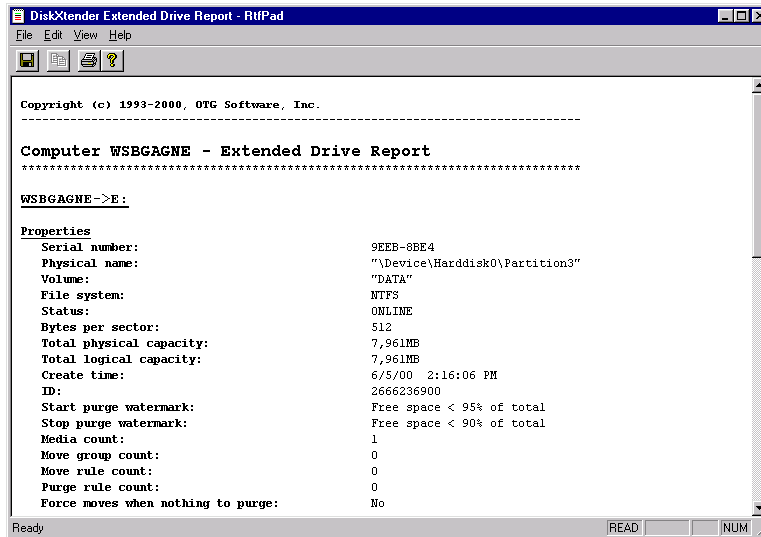 DiskXtender Extended Drive Report - RtfPad
File Edit View Help
Copyright (c) 1993-2000, OTG Software, Inc.
--------------------------------------------------------------------------------
Computer WSBGAGNE - Extended Drive Report
********************************************************************************
WSBGAGNE->E:
Properties
Serial number: 9EEB-8BE4
Physical name: "\Device\Harddisk0\Partition3"
Volume: "DATA"
File system: NTFS
Status: ONLINE
Bytes per sector: 512
Total physical capacity: 7,961MB
Total logical capacity: 7,961MB
Create time: 6/5/00 2:16:06 PM
ID: 2666236900
Start purge watermark: Free space < 95% of total
Stop purge watermark: Free space < 90% of total
Media count: 1
Move group count: 0
Move rule count: 0
Purge rule count: 0
Force moves when nothing to purge: No
Ready READ NUM